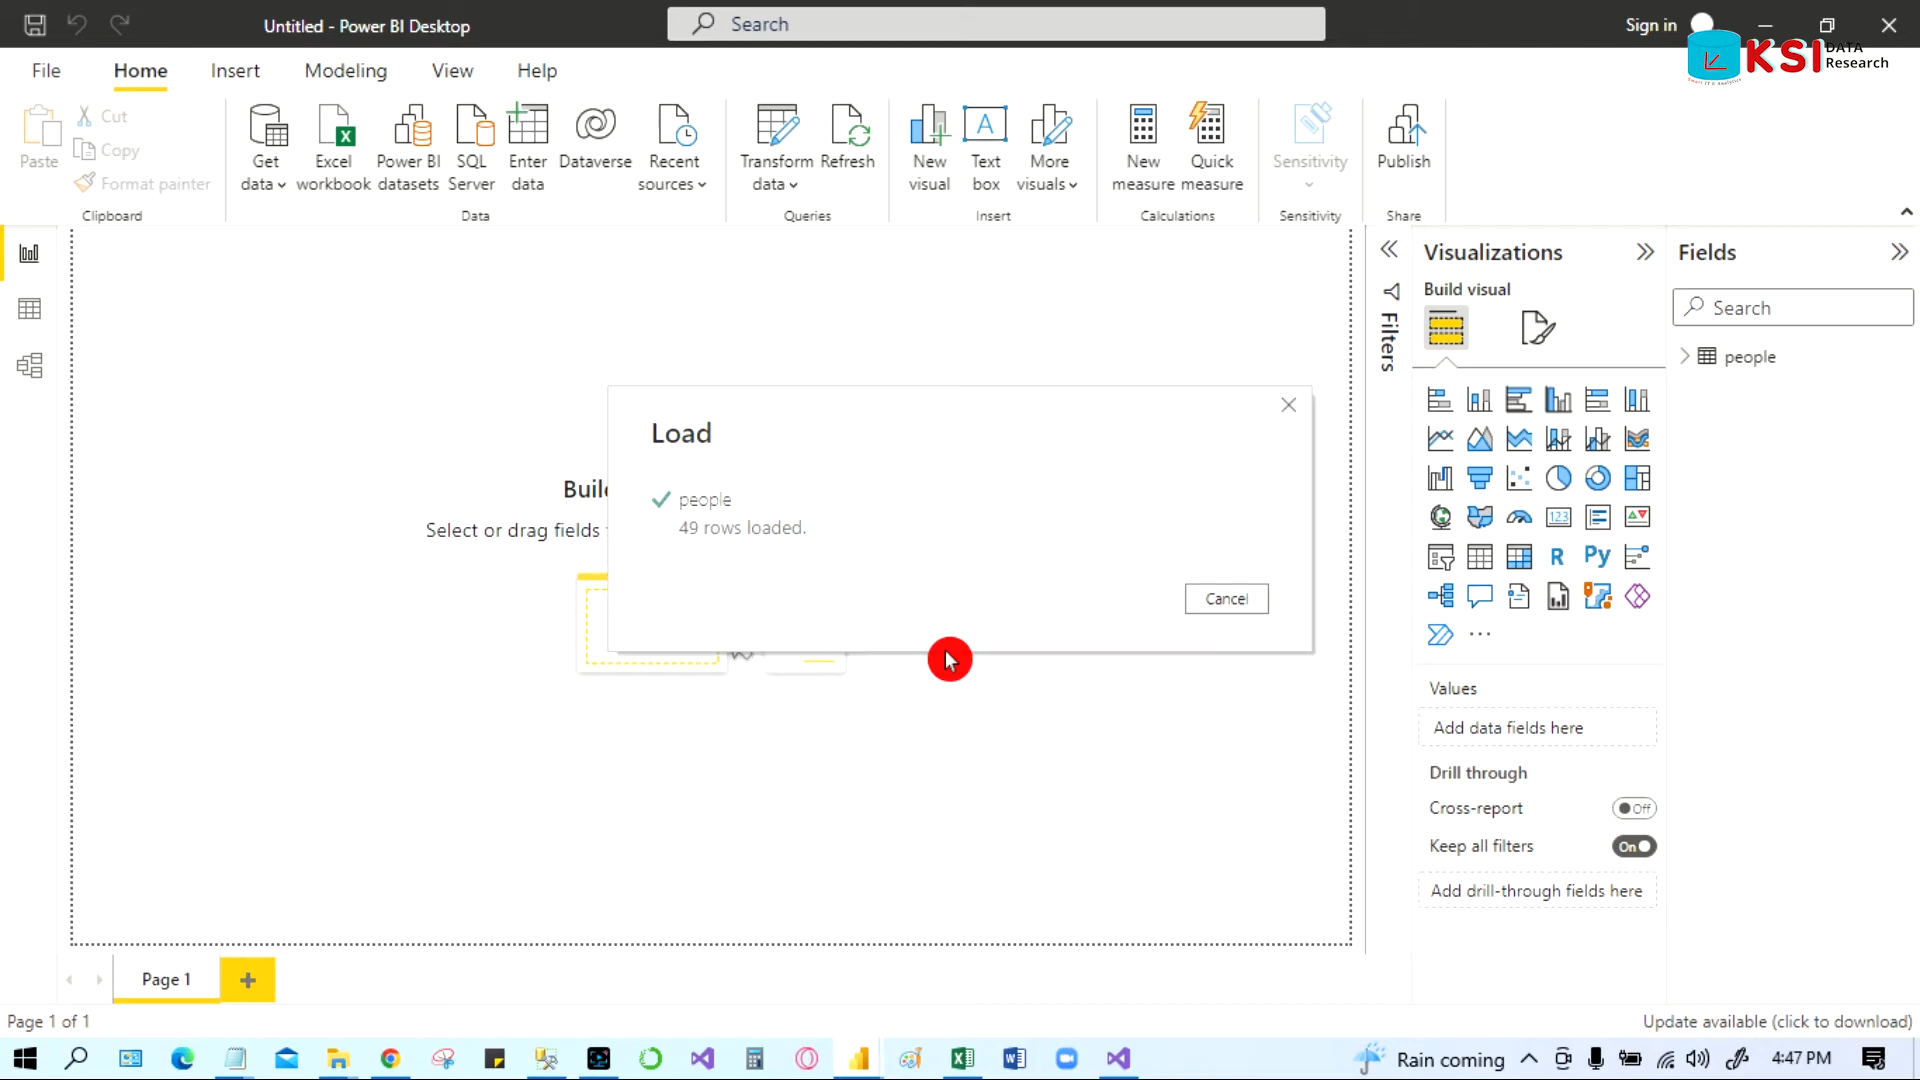 Untitled - Power BI Desktop
Search
Sign in
KSI DATA Research
File
Home
Insert
Modeling
View
Help
Paste
Cut
Copy
Format painter
Clipboard
Get data
Excel workbook
Power BI datasets
SQL Server
Enter data
Dataverse
Recent sources
Data
Transform data
Refresh
Queries
New visual
A
Text box
More visuals
Insert
New measure
Quick measure
Calculations
Sensitivity
Sensitivity
Publish
Share
Build
Select or drag fields
Load
people
49 rows loaded.
Cancel
Filters
Visualizations
Build visual
123
R
Py
Values
Add data fields here
Drill through
Cross-report
Off
Keep all filters
On
Add drill-through fields here
Fields
Search
people
Page 1
Page 1 of 1
Update available (click to download)
Rain coming
4:47 PM